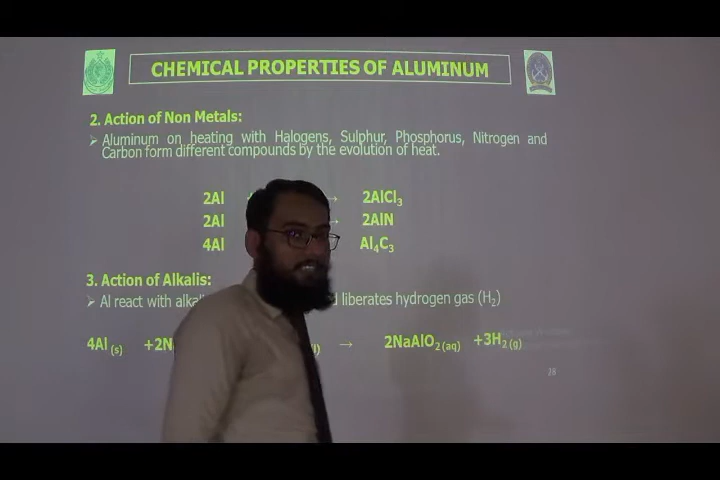 CHEMICAL PROPERTIES OF ALUMINUM
2. Action of Non Metals:
➢ Aluminum on heating with Halogens, Sulphur, Phosphorus, Nitrogen and
Carbon form different compounds by the evolution of heat.
2Al → 2AlCl₃
2Al → 2AlN
4Al Al₄C₃
3. Action of Alkalis:
➢ Al react with liberates hydrogen gas (H₂)
4Al (s) → 2NaAlO₂ (aq) +3H₂ (g)
28